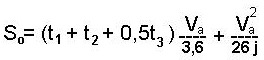 S₀= (t₁ + t₂ + 0,5t₃ ) Vₐ/3,6 + Vₐ²/26 j